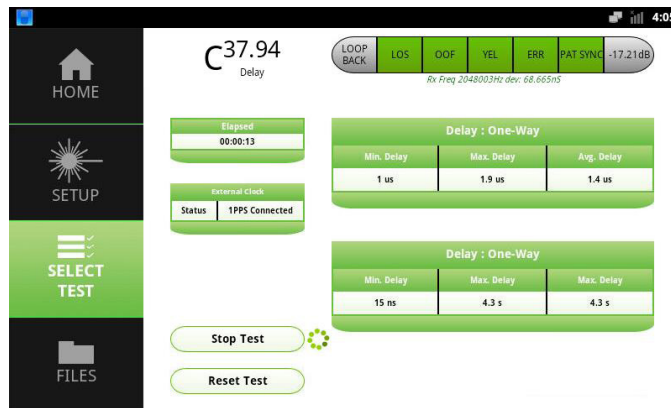 4:05
C37.94
Delay
LOOP BACK
LOS
OOF
YEL
ERR
PAT SYNC
-17.21dB
Rx Freq 2048003Hz dev: 68.665nS
HOME
SETUP
SELECT
TEST
FILES
Elapsed
00:00:13
External Clock
Status 1PPS Connected
Delay : One-Way
Min. Delay Max. Delay Avg. Delay
1 us 1.9 us 1.4 us
Delay : One-Way
Min. Delay Max. Delay Max. Delay
15 ns 4.3 s 4.3 s
Stop Test
Reset Test